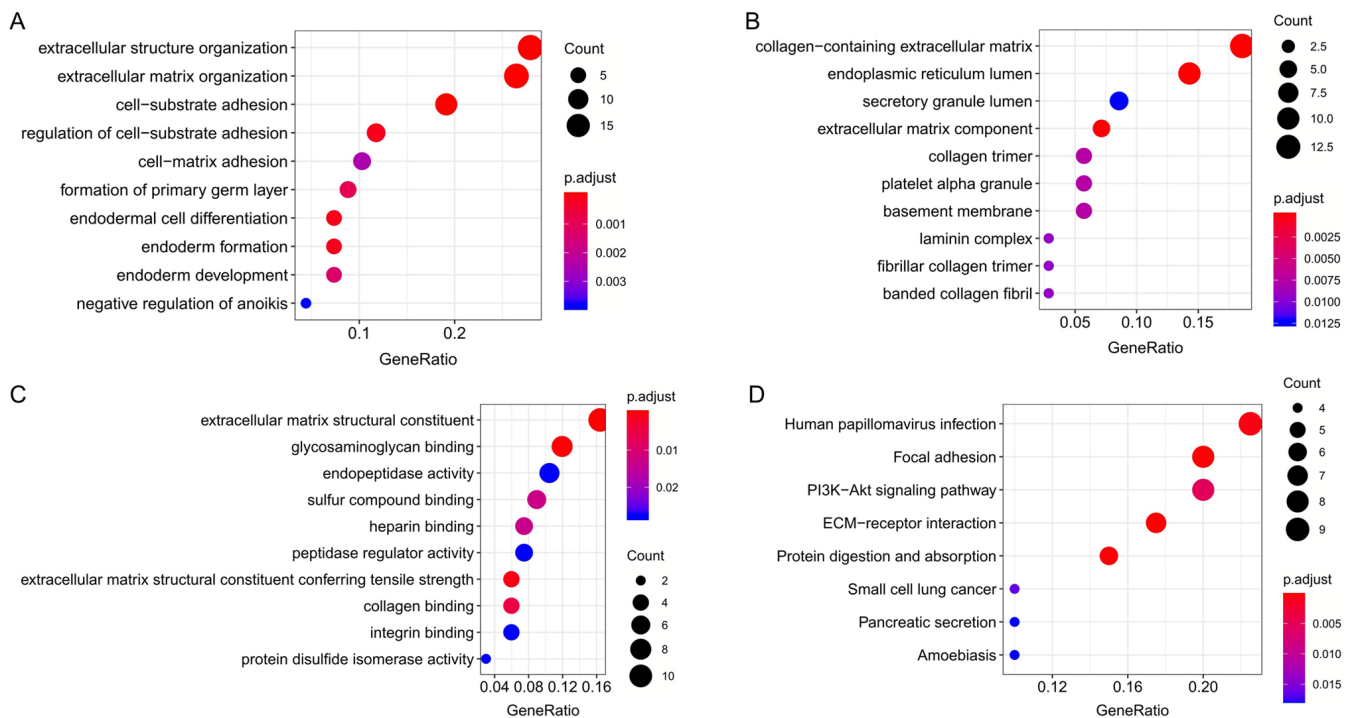 A
extracellular structure organization
extracellular matrix organization
cell−substrate adhesion
regulation of cell−substrate adhesion
cell−matrix adhesion
formation of primary germ layer
endodermal cell differentiation
endoderm formation
endoderm development
negative regulation of anoikis
0.1 0.2
GeneRatio
Count
5
10
15
p.adjust
0.001
0.002
0.003
B
collagen−containing extracellular matrix
endoplasmic reticulum lumen
secretory granule lumen
extracellular matrix component
collagen trimer
platelet alpha granule
basement membrane
laminin complex
fibrillar collagen trimer
banded collagen fibril
0.05 0.10 0.15
GeneRatio
Count
2.5
5.0
7.5
10.0
12.5
p.adjust
0.0025
0.0050
0.0075
0.0100
0.0125
C
extracellular matrix structural constituent
glycosaminoglycan binding
endopeptidase activity
sulfur compound binding
heparin binding
peptidase regulator activity
extracellular matrix structural constituent conferring tensile strength
collagen binding
integrin binding
protein disulfide isomerase activity
0.04 0.08 0.12 0.16
GeneRatio
p.adjust
0.01
0.02
Count
2
4
6
8
10
D
Human papillomavirus infection
Focal adhesion
PI3K−Akt signaling pathway
ECM−receptor interaction
Protein digestion and absorption
Small cell lung cancer
Pancreatic secretion
Amoebiasis
0.12 0.16 0.20
GeneRatio
Count
4
5
6
7
8
9
p.adjust
0.005
0.010
0.015